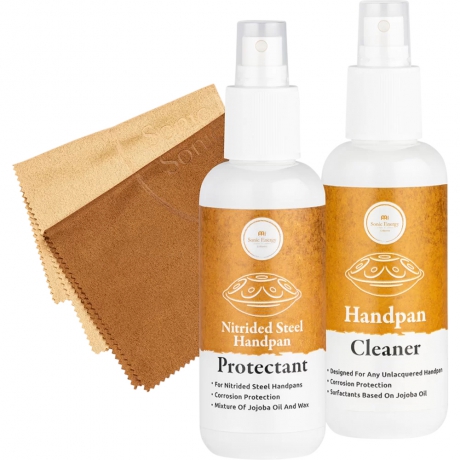 Sonic
Sonic Energy
Nitrided Steel
Handpan
Protectant
• For Nitrided Steel Handpans
• Corrosion Protection
• Mixture Of Jojoba Oil And Wax
Sonic Energy
Handpan
Cleaner
• Designed For Any Unlacquered Handpan
• Corrosion Protection
• Surfactants Based On Jojoba Oil